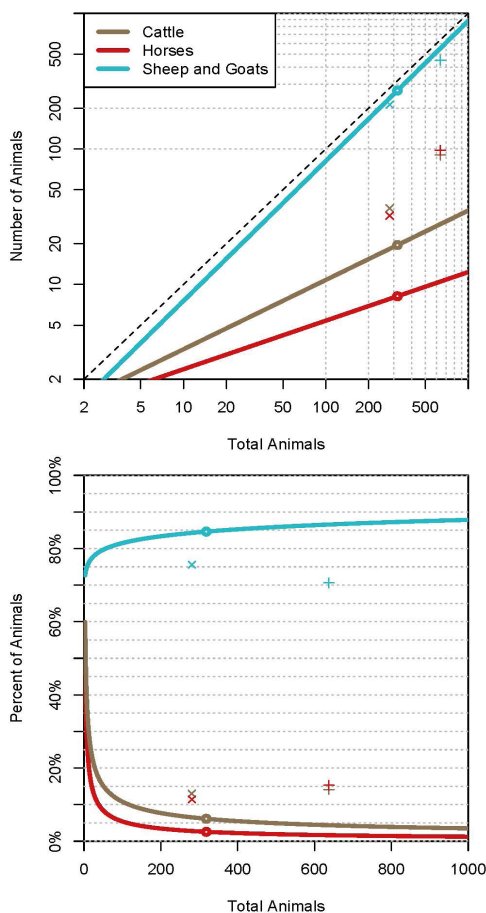 Cattle
Horses
Sheep and Goats
Number of Animals
500
200
100
50
20
10
5
2
2 5 10 20 50 100 200 500
Total Animals
Percent of Animals
100%
80%
60%
40%
20%
0%
0 200 400 600 800 1000
Total Animals